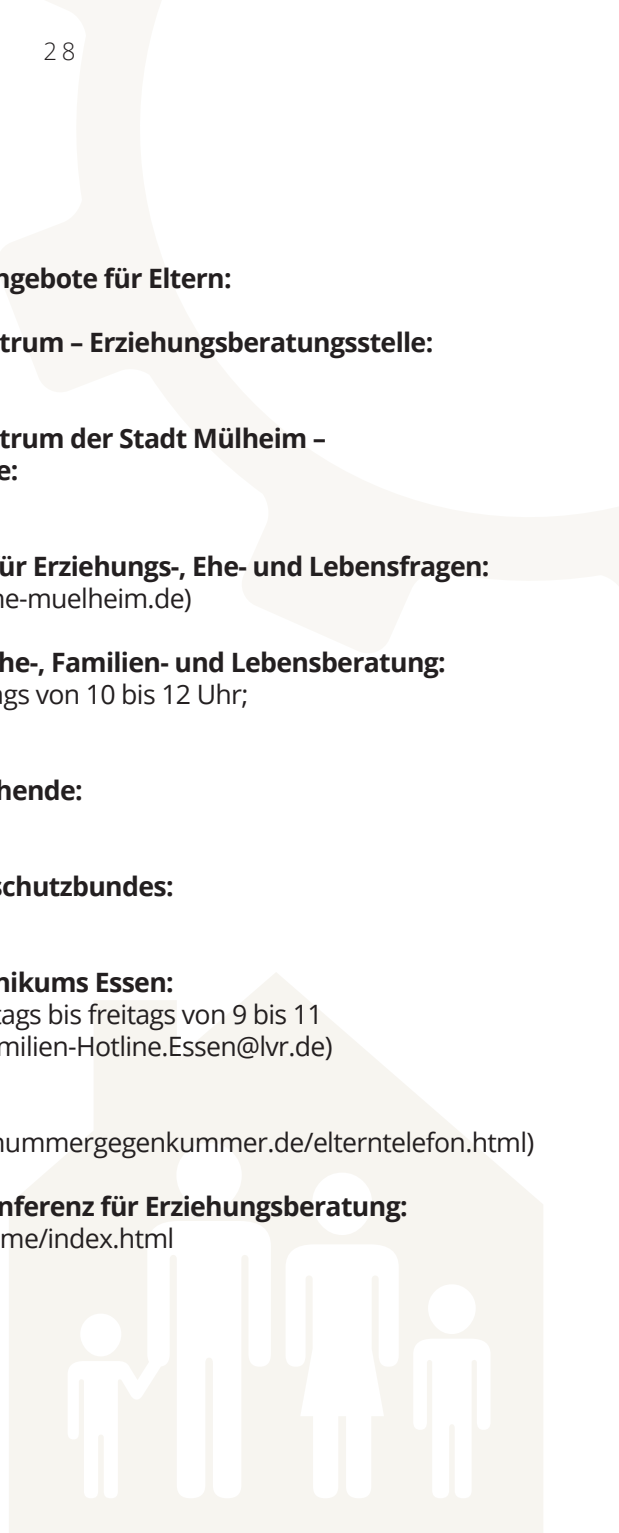 28
ngebote für Eltern:
trum – Erziehungsberatungsstelle:
trum der Stadt Mülheim –
e:
ür Erziehungs-, Ehe- und Lebensfragen:
he-muelheim.de)
he-, Familien- und Lebensberatung:
ngs von 10 bis 12 Uhr;
hende:
schutzbundes:
nikums Essen:
tags bis freitags von 9 bis 11
milien-Hotline.Essen@lvr.de)
nummergegenkummer.de/elterntelefon.html)
nferenz für Erziehungsberatung:
me/index.html